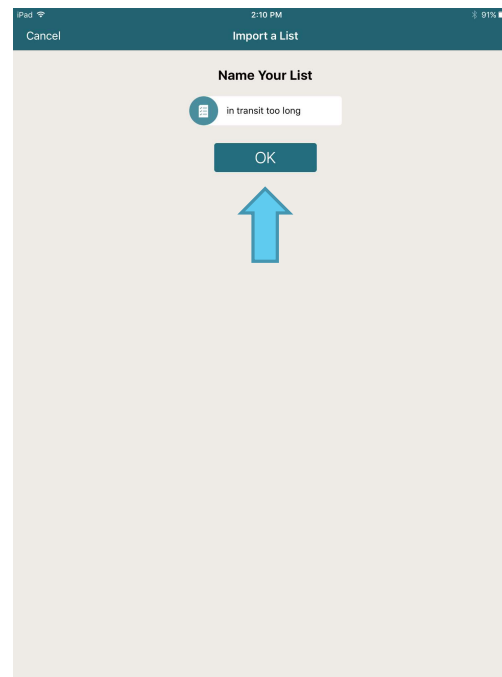 iPad 2:10 PM 91%
Cancel Import a List
Name Your List
in transit too long
OK